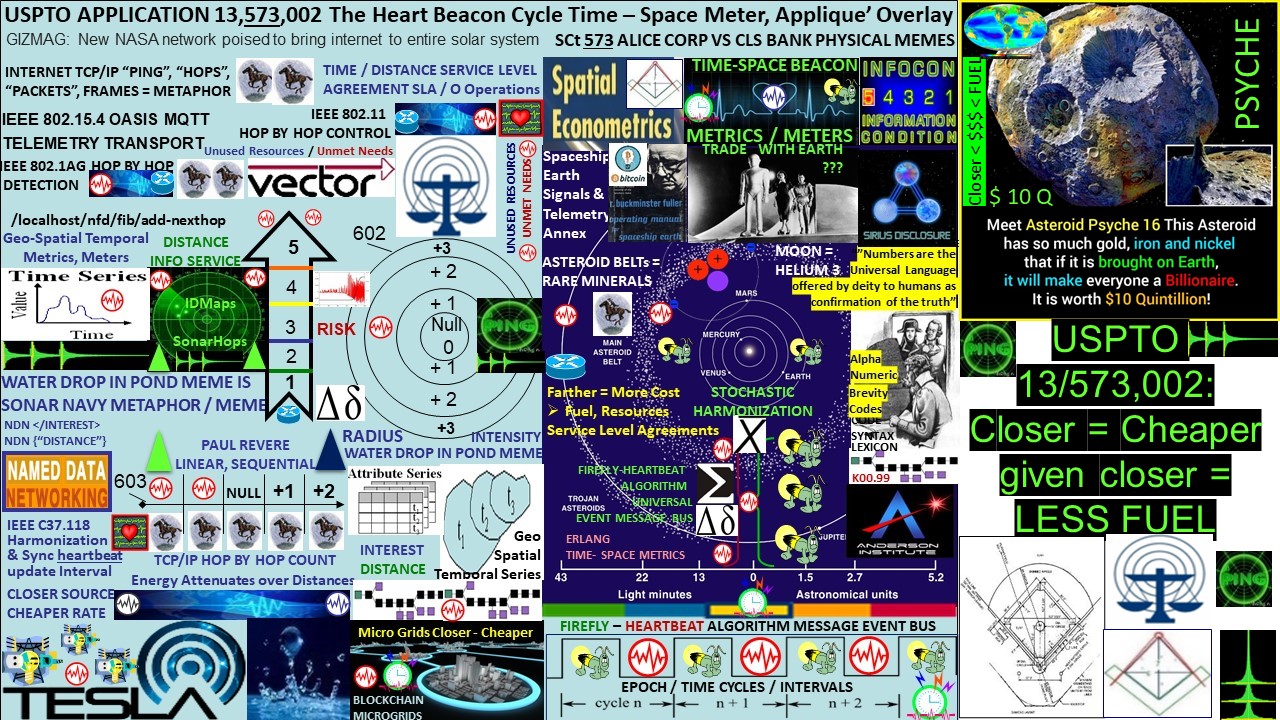 USPTO APPLICATION 13,573,002 The Heart Beacon Cycle Time – Space Meter, Applique’ Overlay
GIZMAG: New NASA network poised to bring internet to entire solar system
SCt 573 ALICE CORP VS CLS BANK PHYSICAL MEMES
INTERNET TCP/IP “PING”, “HOPS”,
“PACKETS”, FRAMES = METAPHOR
TIME / DISTANCE SERVICE LEVEL
AGREEMENT SLA / O Operations
IEEE 802.15.4 OASIS MQTT
TELEMETRY TRANSPORT
IEEE 802.11
HOP BY HOP CONTROL
Unused Resources / Unmet Needs
IEEE 802.1AG HOP BY HOP
DETECTION
vector
UNUSED RESOURCES
UNMET NEEDS
/localhost/nfd/fib/add-nexthop
Geo-Spatial Temporal
Metrics, Meters
DISTANCE
INFO SERVICE
Time Series
Value
Time
IDMaps
SonarHops
5
4
3
2
1
RISK
602
+3
+ 2
+ 1
Null
0
+ 1
+ 2
+3
PING
WATER DROP IN POND MEME IS
SONAR NAVY METAPHOR / MEME
NDN </INTEREST>
NDN {“DISTANCE”}
PAUL REVERE
LINEAR, SEQUENTIAL
Δδ
RADIUS
INTENSITY
WATER DROP IN POND MEME
NAMED DATA
NETWORKING
603
NULL
+1
+2
Attribute Series
t
t
t
Geo
Spatial
Temporal Series
IEEE C37.118
Harmonization
& Sync heartbeat
update Interval
TCP/IP HOP BY HOP COUNT
Energy Attenuates over Distances
INTEREST
DISTANCE
CLOSER SOURCE
CHEAPER RATE
TESLA
Micro Grids Closer - Cheaper
BLOCKCHAIN
MICROGRIDS
Spatial
Econometrics
TIME-SPACE BEACON
METRICS / METERS
INFOCON
5 4 3 2 1
INFORMATION
CONDITION
Spaceship
Earth
Signals &
Telemetry
Annex
bitcoin
r. buckminster fuller
operating manual
spaceship earth
TRADE WITH EARTH
???
SIRIUS DISCLOSURE
ASTEROID BELTs =
RARE MINERALS
MOON =
HELIUM 3
”Numbers are the
Universal Language
offered by deity to humans as
confirmation of the truth”
MARS
MERCURY
VENUS
EARTH
MAIN
ASTEROID
BELT
Farther = More Cost
Fuel, Resources
Service Level Agreements
STOCHASTIC
HARMONIZATION
Alpha
Numeric
Brevity
Codes
CODE
SYNTAX
LEXICON
K00.99
X
Σ
Δδ
FIREFLY-HEARTBEAT
ALGORITHM
UNIVERSAL
EVENT MESSAGE BUS
TROJAN
ASTEROIDS
ERLANG
TIME- SPACE METRICS
JUPITER
ANDERSON
INSTITUTE
43
22
13
0
1.5
2.7
5.2
Light minutes
Astronomical units
FIREFLY – HEARTBEAT ALGORITHM MESSAGE EVENT BUS
EPOCH / TIME CYCLES / INTERVALS
cycle n
n + 1
n + 2
PSYCHE
Closer < $$$ < FUEL
$ 10 Q
Meet Asteroid Psyche 16 This Asteroid
has so much gold, iron and nickel
that if it is brought on Earth,
it will make everyone a Billionaire.
It is worth $10 Quintillion!
PING
USPTO
13/573,002:
Closer = Cheaper
given closer =
LESS FUEL
PING